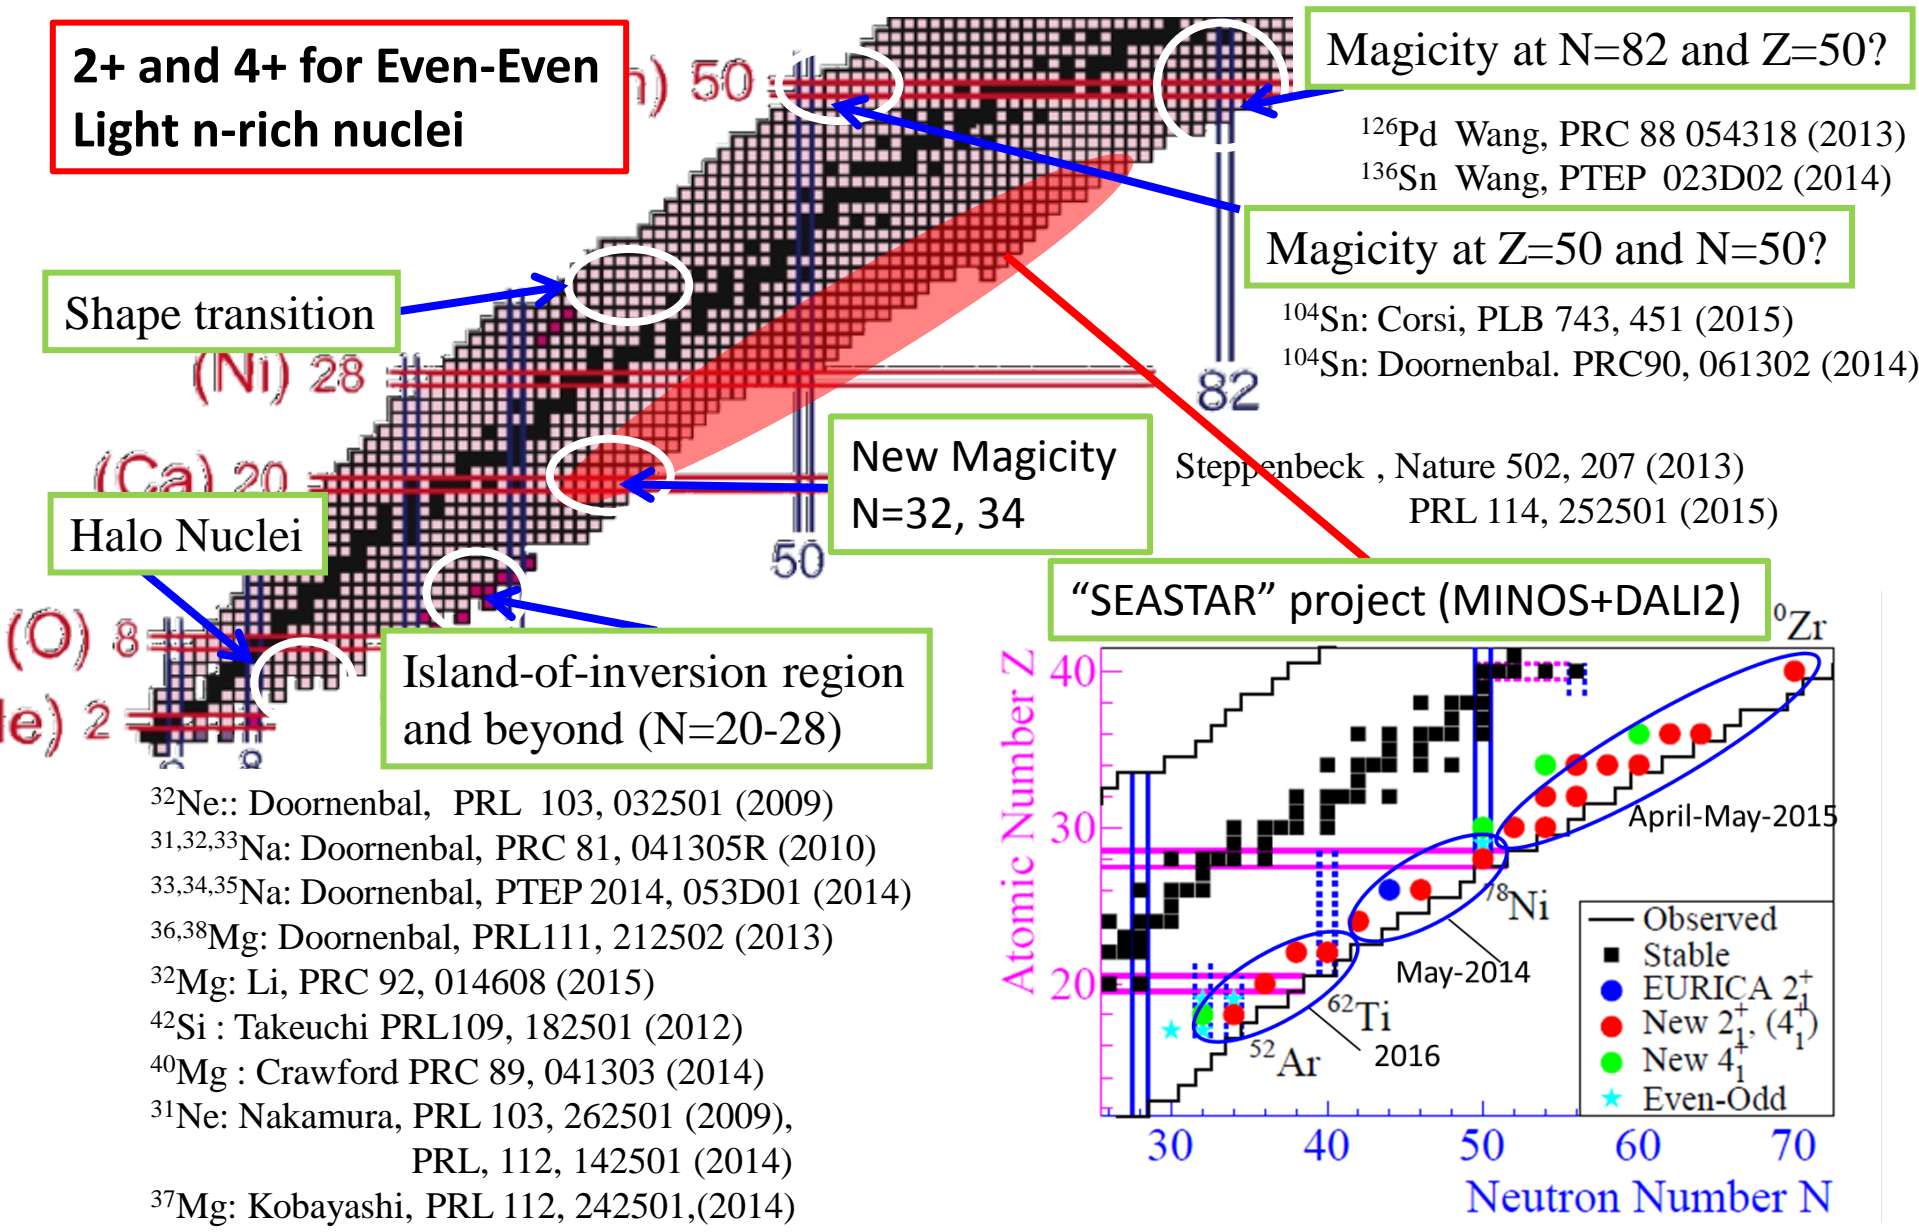 2+ and 4+ for Even-Even
Light n-rich nuclei
n) 50
82
Magicity at N=82 and Z=50?
¹²⁶Pd Wang, PRC 88 054318 (2013)
¹³⁶Sn Wang, PTEP 023D02 (2014)
Magicity at Z=50 and N=50?
¹⁰⁴Sn: Corsi, PLB 743, 451 (2015)
¹⁰⁴Sn: Doornenbal. PRC90, 061302 (2014)
Shape transition
(Ni) 28
82
(Ca) 20
New Magicity
N=32, 34
Steppenbeck , Nature 502, 207 (2013)
PRL 114, 252501 (2015)
Halo Nuclei
50
(O) 8
He) 2
8
Island-of-inversion region
and beyond (N=20-28)
³²Ne:: Doornenbal, PRL 103, 032501 (2009)
³¹,³²,³³Na: Doornenbal, PRC 81, 041305R (2010)
³³,³⁴,³⁵Na: Doornenbal, PTEP 2014, 053D01 (2014)
³⁶,³⁸Mg: Doornenbal, PRL111, 212502 (2013)
³²Mg: Li, PRC 92, 014608 (2015)
⁴²Si : Takeuchi PRL109, 182501 (2012)
⁴⁰Mg : Crawford PRC 89, 041303 (2014)
³¹Ne: Nakamura, PRL 103, 262501 (2009),
PRL, 112, 142501 (2014)
³⁷Mg: Kobayashi, PRL 112, 242501,(2014)
“SEASTAR” project (MINOS+DALI2)
⁰Zr
Atomic Number Z
40
30
20
April-May-2015
⁷⁸Ni
May-2014
⁶²Ti
2016
⁵²Ar
Observed
Stable
EURICA 2₁⁺
New 2₁⁺, (4₁⁺)
New 4₁⁺
Even-Odd
30 40 50 60 70
Neutron Number N